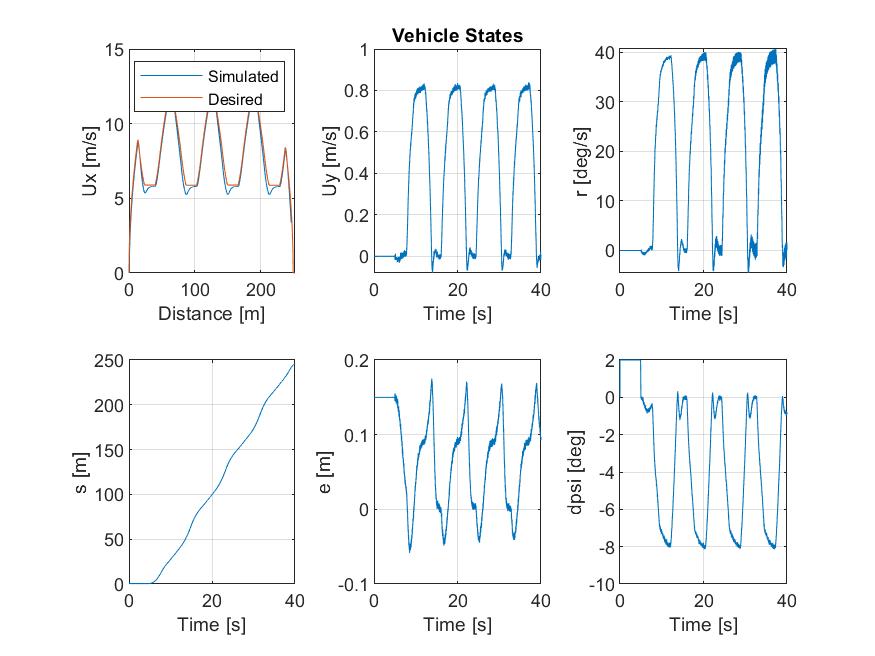 Vehicle States
15
10
5
0
Ux [m/s]
Simulated
Desired
0 100 200
Distance [m]
1
0.8
0.6
0.4
0.2
0
Uy [m/s]
0 20 40
Time [s]
40
30
20
10
0
r [deg/s]
0 20 40
Time [s]
250
200
150
100
50
0
s [m]
0 20 40
Time [s]
0.2
0.1
0
-0.1
e [m]
0 20 40
Time [s]
2
0
-2
-4
-6
-8
-10
dpsi [deg]
0 20 40
Time [s]